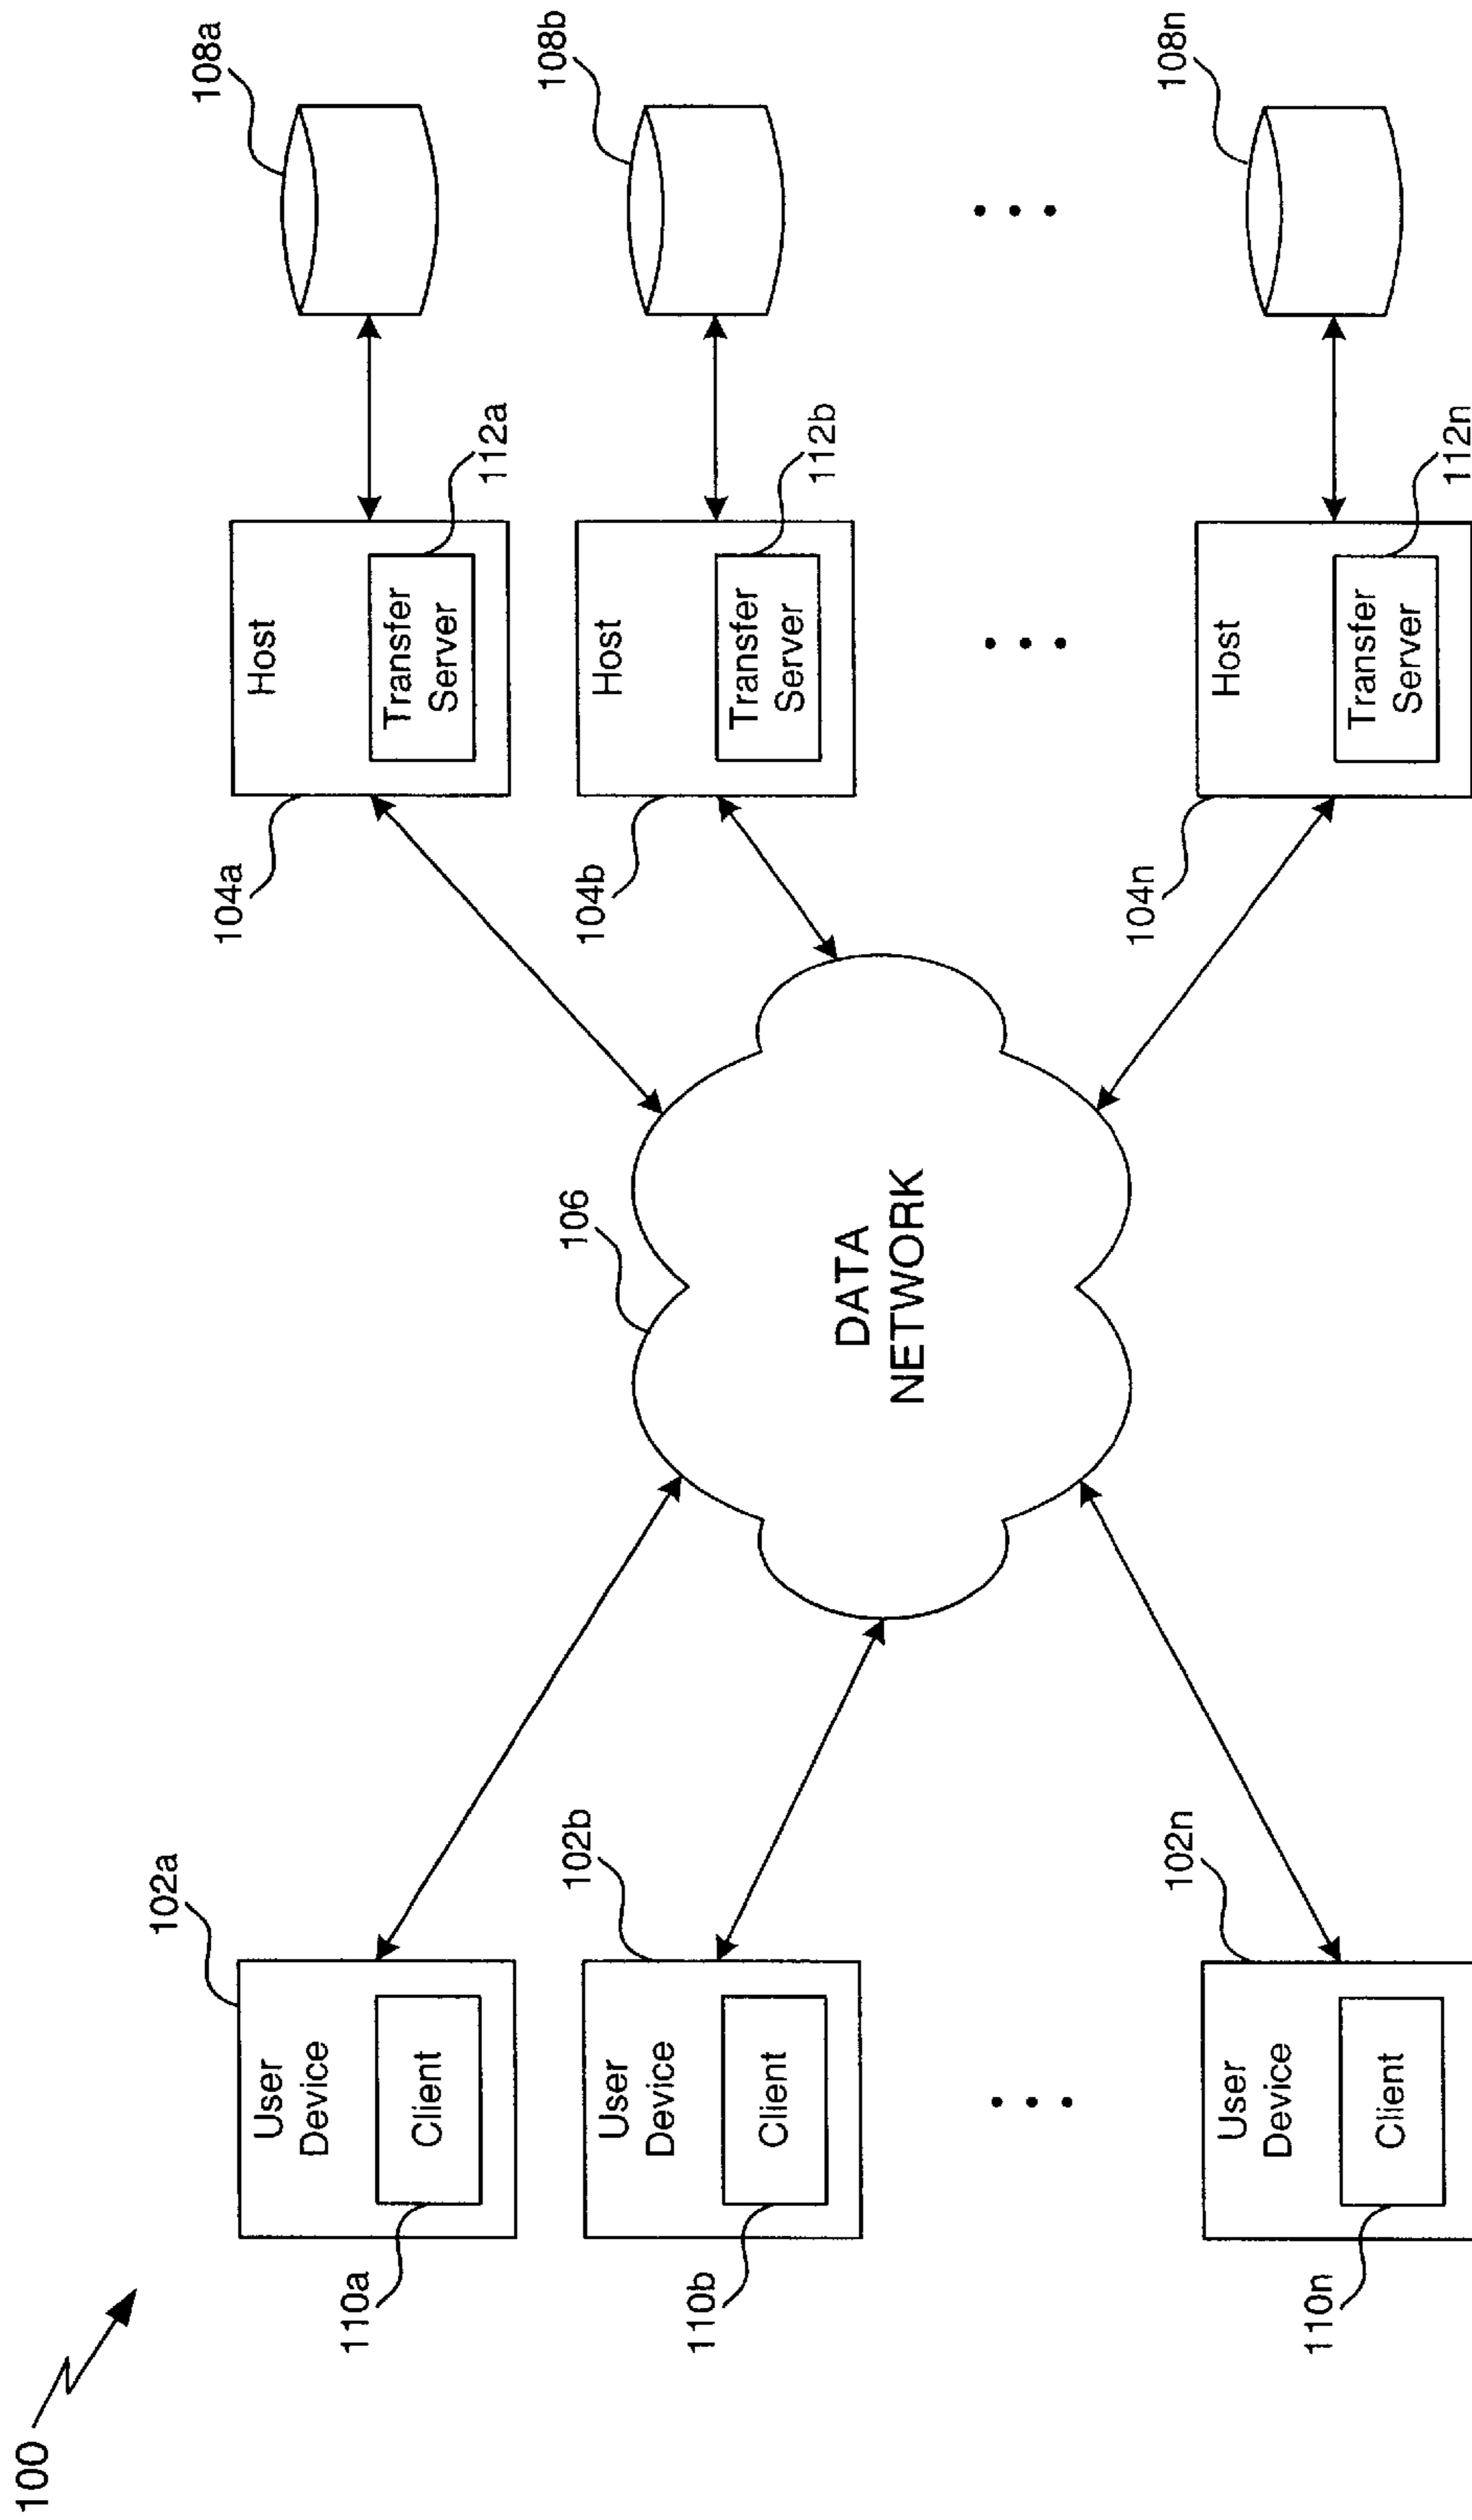 100
102a
User
Device
Client
110a
102b
User
Device
Client
110b
102n
User
Device
Client
110n
106
DATA
NETWORK
104a
Host
Transfer
Server
112a
104b
Host
Transfer
Server
112b
104n
Host
Transfer
Server
112n
108a
108b
108n